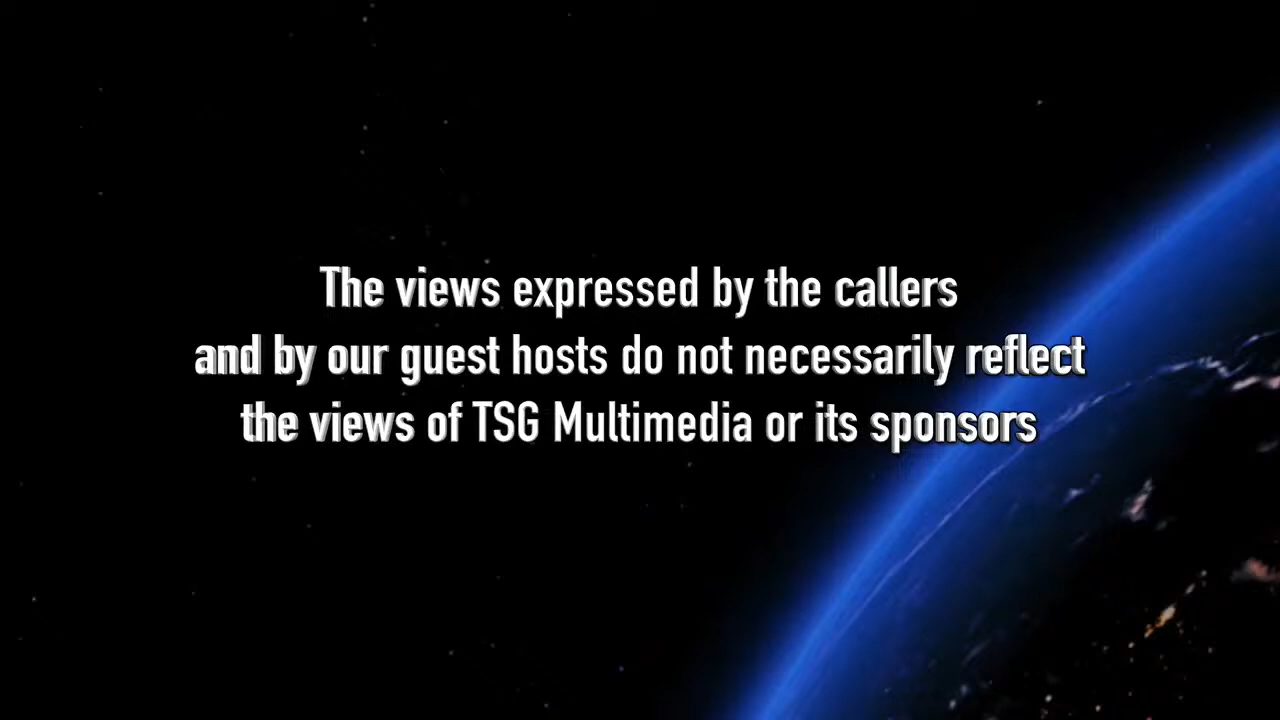 The views expressed by the callers
and by our guest hosts do not necessarily reflect
the views of TSG Multimedia or its sponsors